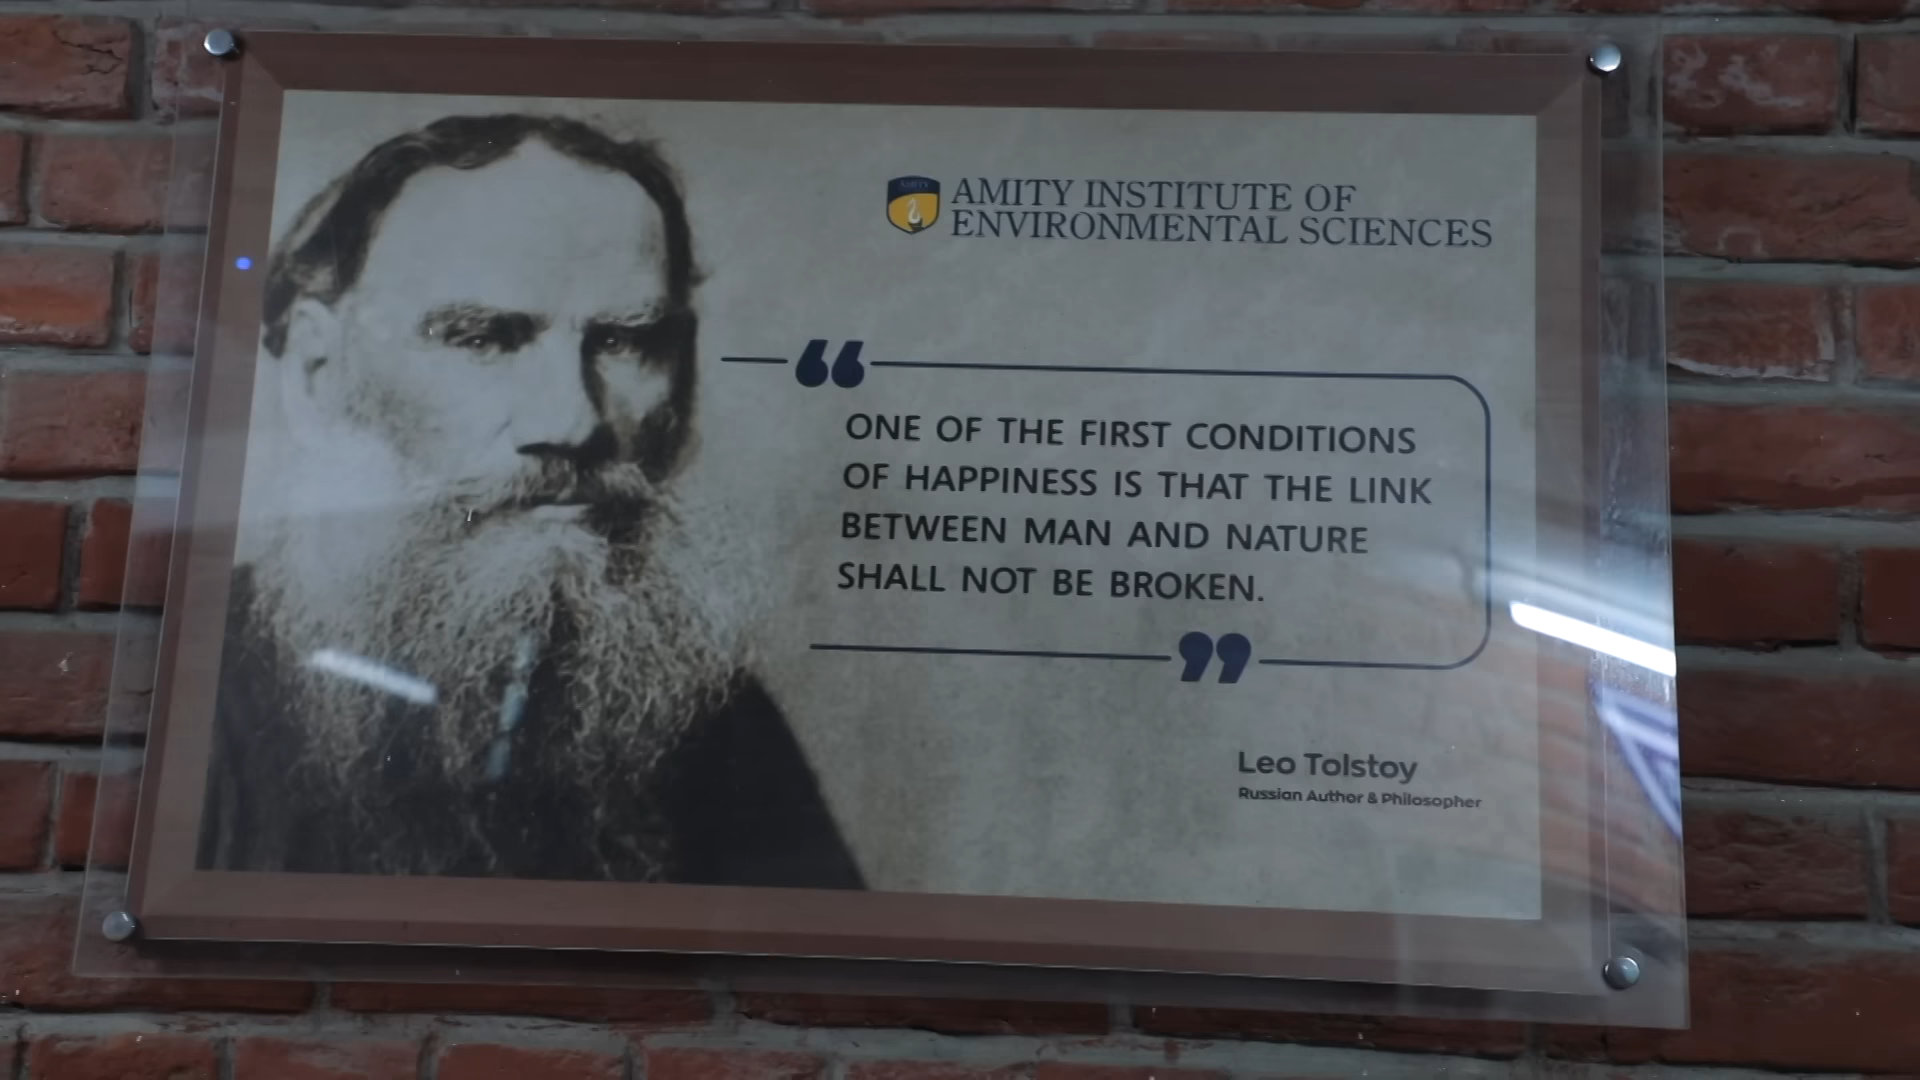 AMITY
AMITY INSTITUTE OF
ENVIRONMENTAL SCIENCES
“
ONE OF THE FIRST CONDITIONS
OF HAPPINESS IS THAT THE LINK
BETWEEN MAN AND NATURE
SHALL NOT BE BROKEN.
”
Leo Tolstoy
Russian Author & Philosopher